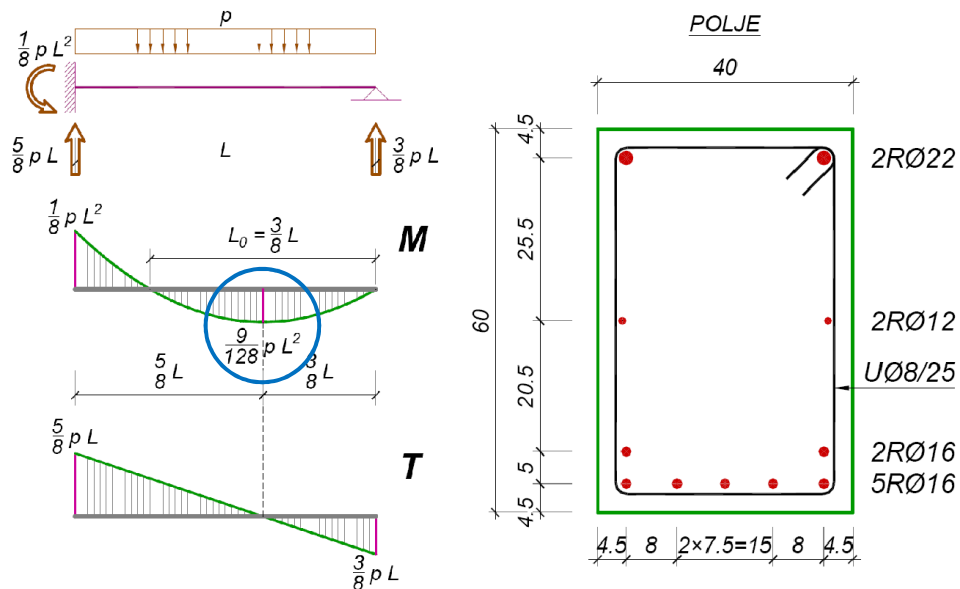 p
1/8 p L²
5/8 p L
L
3/8 p L
1/8 p L²
L₀ = 3/8 L
M
9/128 p L²
5/8 L
3/8 L
5/8 p L
T
3/8 p L
POLJE
40
4.5
2RØ22
25.5
60
2RØ12
20.5
UØ8/25
2RØ16
5
5RØ16
4.5
4.5
8
2×7.5=15
8
4.5